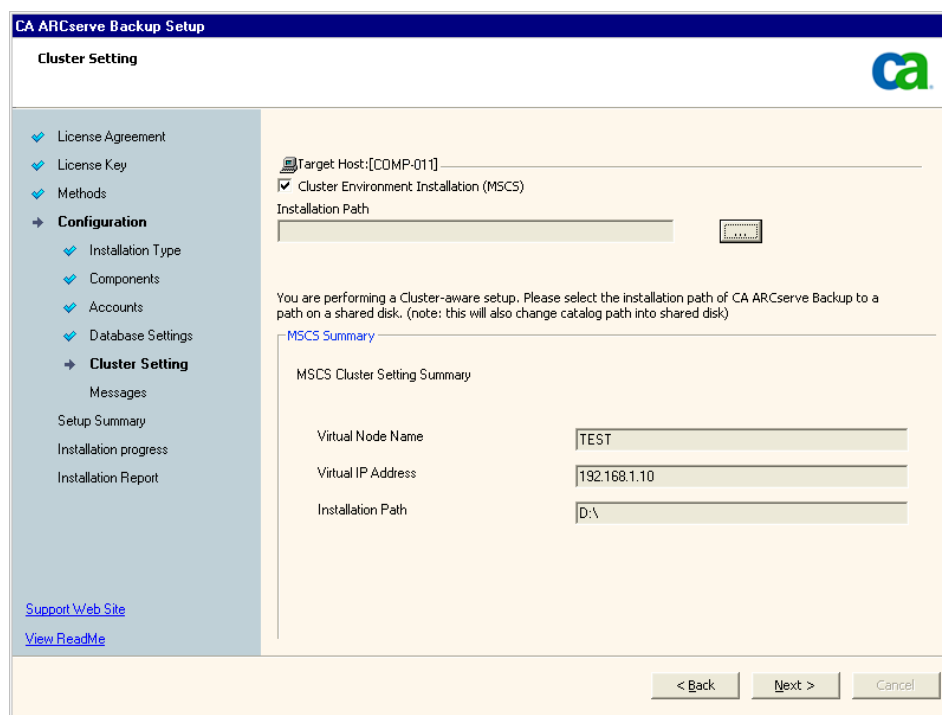 CA ARCserve Backup Setup
Cluster Setting
ca
License Agreement
License Key
Methods
Configuration
Installation Type
Components
Accounts
Database Settings
Cluster Setting
Messages
Setup Summary
Installation progress
Installation Report
Support Web Site
View ReadMe
Target Host:[COMP-011]
Cluster Environment Installation (MSCS)
Installation Path
...
You are performing a Cluster-aware setup. Please select the installation path of CA ARCserve Backup to a
path on a shared disk. (note: this will also change catalog path into shared disk)
MSCS Summary
MSCS Cluster Setting Summary
Virtual Node Name
TEST
Virtual IP Address
192.168.1.10
Installation Path
D:\
< Back
Next >
Cancel